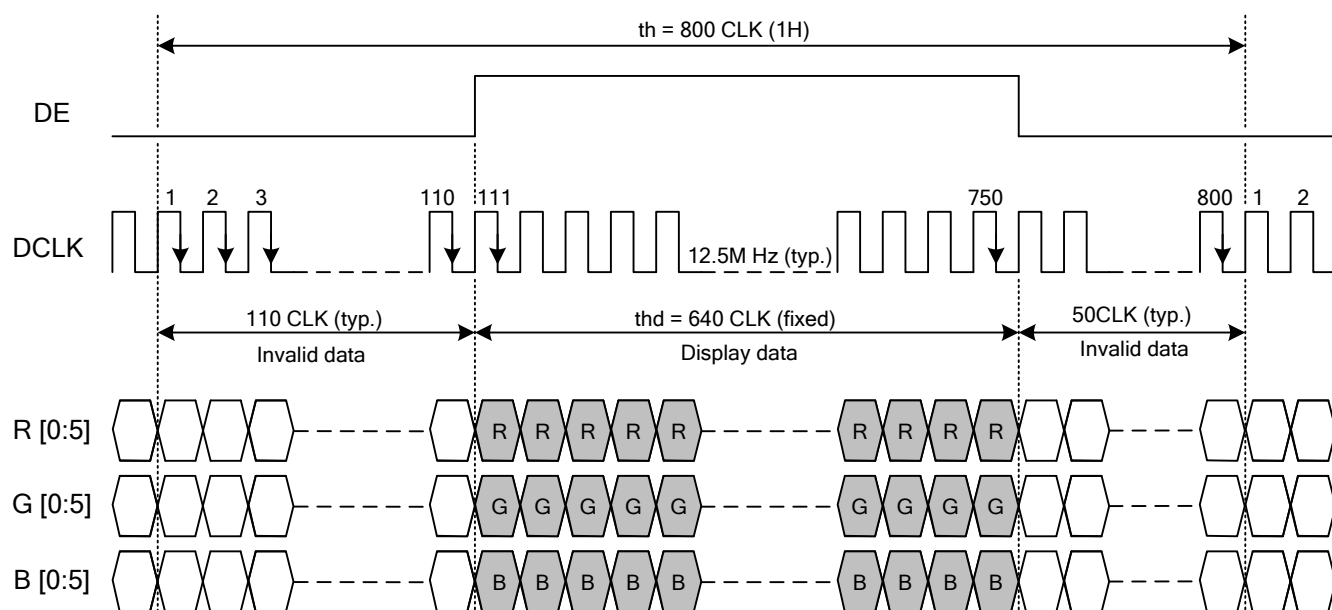 th = 800 CLK (1H)
DE
1 2 3 110 111 750 800 1 2
DCLK 12.5M Hz (typ.)
110 CLK (typ.) thd = 640 CLK (fixed) 50CLK (typ.)
Invalid data Display data Invalid data
R [0:5] R R R R R R R R R
G [0:5] G G G G G G G G G
B [0:5] B B B B B B B B B